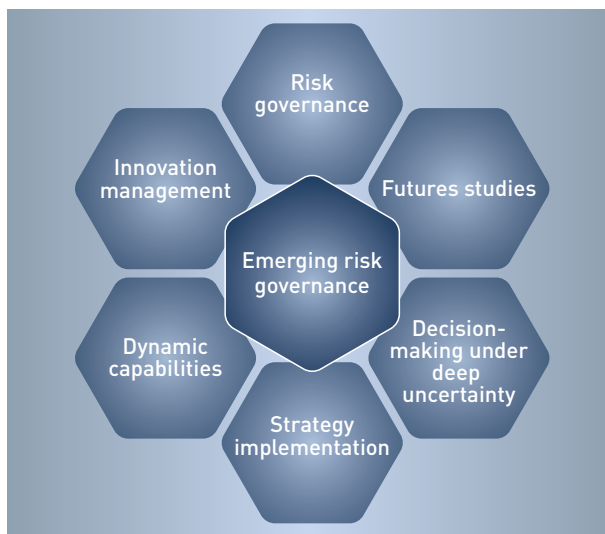 Risk
governance
Innovation
management
Futures studies
Emerging risk
governance
Dynamic
capabilities
Decision-
making under
deep
uncertainty
Strategy
implementation